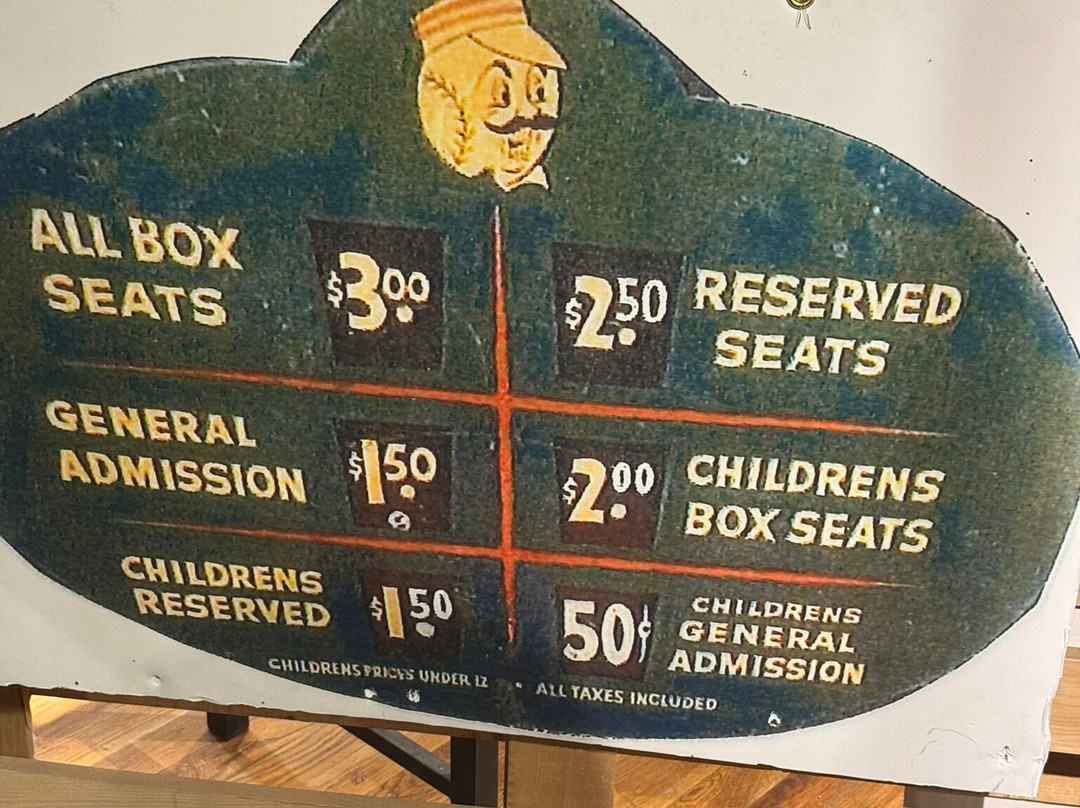 ALL BOX
SEATS
$3.00
$2.50
RESERVED
SEATS
GENERAL
ADMISSION
$1.50
$2.00
CHILDRENS
BOX SEATS
CHILDRENS
RESERVED
$1.50
50¢
CHILDRENS
GENERAL
ADMISSION
CHILDRENS PRICES UNDER 12 • ALL TAXES INCLUDED